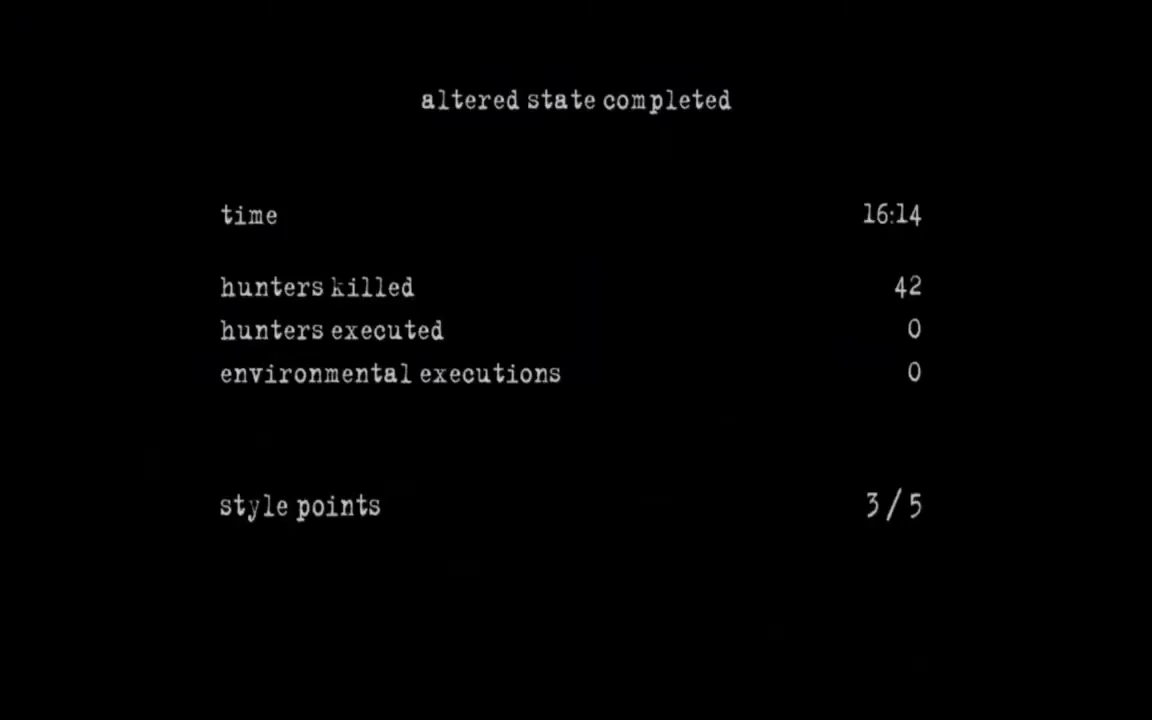 altered state completed
time 16:14
hunters killed 42
hunters executed 0
environmental executions 0
style points 3/5